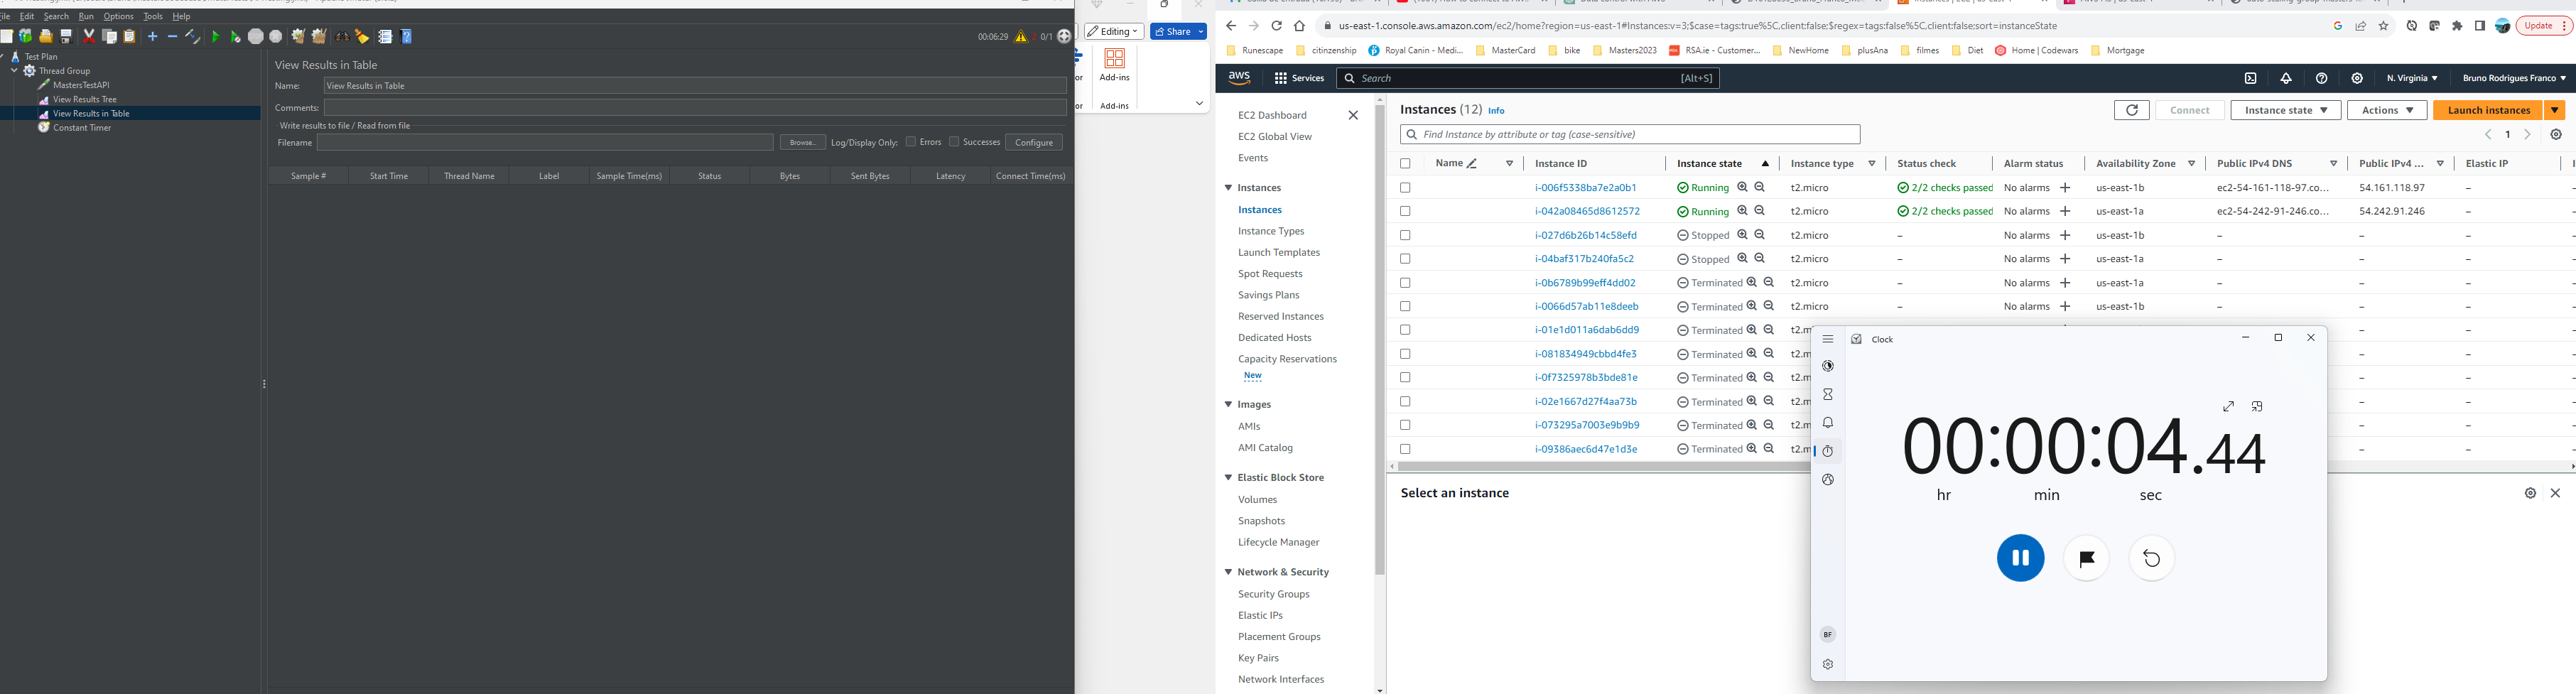 File Edit Search Run Options Tools Help
00:06:29 0/1
Test Plan
Thread Group
MastersTestAPI
View Results Tree
View Results in Table
Constant Timer
View Results in Table
Name: View Results in Table
Comments:
Write results to file / Read from file
Filename Browse... Log/Display Only: Errors Successes Configure
Sample # Start Time Thread Name Label Sample Time(ms) Status Bytes Sent Bytes Latency Connect Time(ms)
Editing Share
Add-ins
Add-ins
us-east-1.console.aws.amazon.com/ec2/home?region=us-east-1#Instances:v=3;$case=tags:true%5C,client:false;$regex=tags:false%5C,client:false;sort=instanceState
Update
Runescape citinzenship Royal Canin - Medi... MasterCard bike Masters2023 RSA.ie - Customer... NewHome plusAna filmes Diet Home | Codewars Mortgage
aws Services Search [Alt+S] N. Virginia Bruno Rodrigues Franco
EC2 Dashboard
EC2 Global View
Events
Instances
Instances
Instance Types
Launch Templates
Spot Requests
Savings Plans
Reserved Instances
Dedicated Hosts
Capacity Reservations
New
Images
AMIs
AMI Catalog
Elastic Block Store
Volumes
Snapshots
Lifecycle Manager
Network & Security
Security Groups
Elastic IPs
Placement Groups
Key Pairs
Network Interfaces
Instances (12) Info
Connect Instance state Actions Launch instances
Find Instance by attribute or tag (case-sensitive)
1
Name Instance ID Instance state Instance type Status check Alarm status Availability Zone Public IPv4 DNS Public IPv4 ... Elastic IP
i-006f5338ba7e2a0b1 Running t2.micro 2/2 checks passed No alarms + us-east-1b ec2-54-161-118-97.co... 54.161.118.97 –
i-042a08465d8612572 Running t2.micro 2/2 checks passed No alarms + us-east-1a ec2-54-242-91-246.co... 54.242.91.246 –
i-027d6b26b14c58efd Stopped t2.micro – No alarms + us-east-1b – – –
i-04baf317b240fa5c2 Stopped t2.micro – No alarms + us-east-1a – – –
i-0b6789b99eff4dd02 Terminated t2.micro – No alarms + us-east-1a – – –
i-0066d57ab11e8deeb Terminated t2.micro – No alarms + us-east-1b – – –
i-01e1d011a6dab6dd9 Terminated t2.m – –
i-081834949cbbd4fe3 Terminated t2.m – –
i-0f7325978b3bde81e Terminated t2.m – –
i-02e1667d27f4aa73b Terminated t2.m – –
i-073295a7003e9b9b9 Terminated t2.m – –
i-09386aec6d47e1d3e Terminated t2.m – –
Select an instance
Clock
00:00:04.44
hr min sec
BF